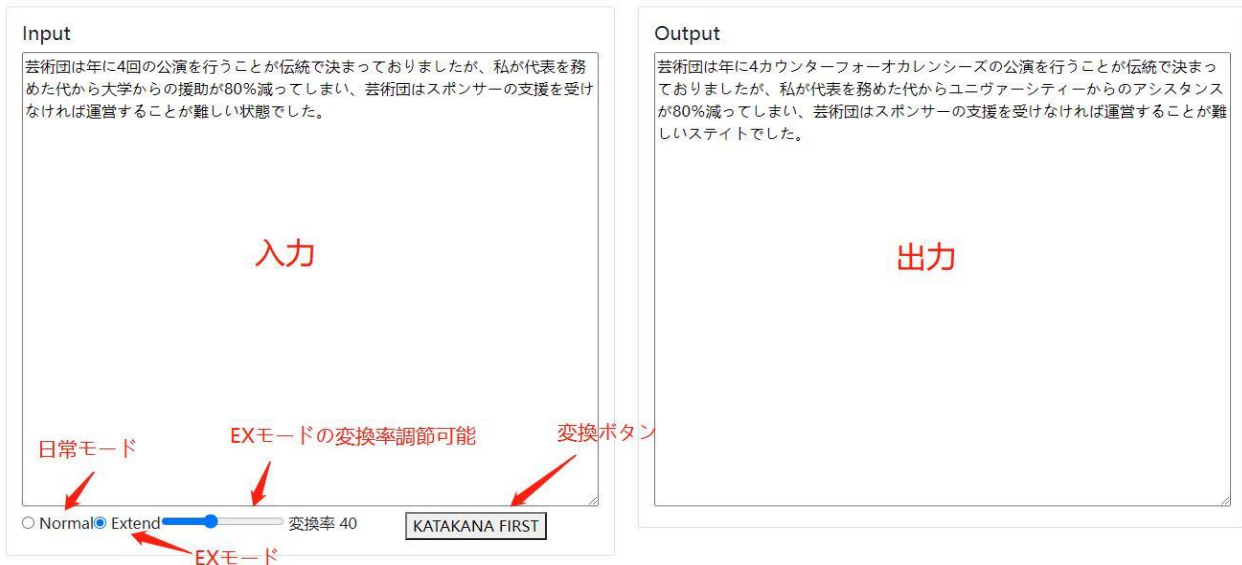 Input
芸術団は年に4回の公演を行うことが伝統で決まっておりましたが、私が代表を務
めた代から大学からの援助が80%減ってしまい、芸術団はスポンサーの支援を受け
なければ運営することが難しい状態でした。
入力
日常モード
EXモードの変換率調節可能
変換ボタン
Normal Extend 変換率 40 KATAKANA FIRST
EXモード
Output
芸術団は年に4カウンターフォーオカレンシーズの公演を行うことが伝統で決まっ
ておりましたが、私が代表を務めた代からユニヴァーシティーからのアシスタンス
が80%減ってしまい、芸術団はスポンサーの支援を受けなければ運営することが難
しいステイトでした。
出力